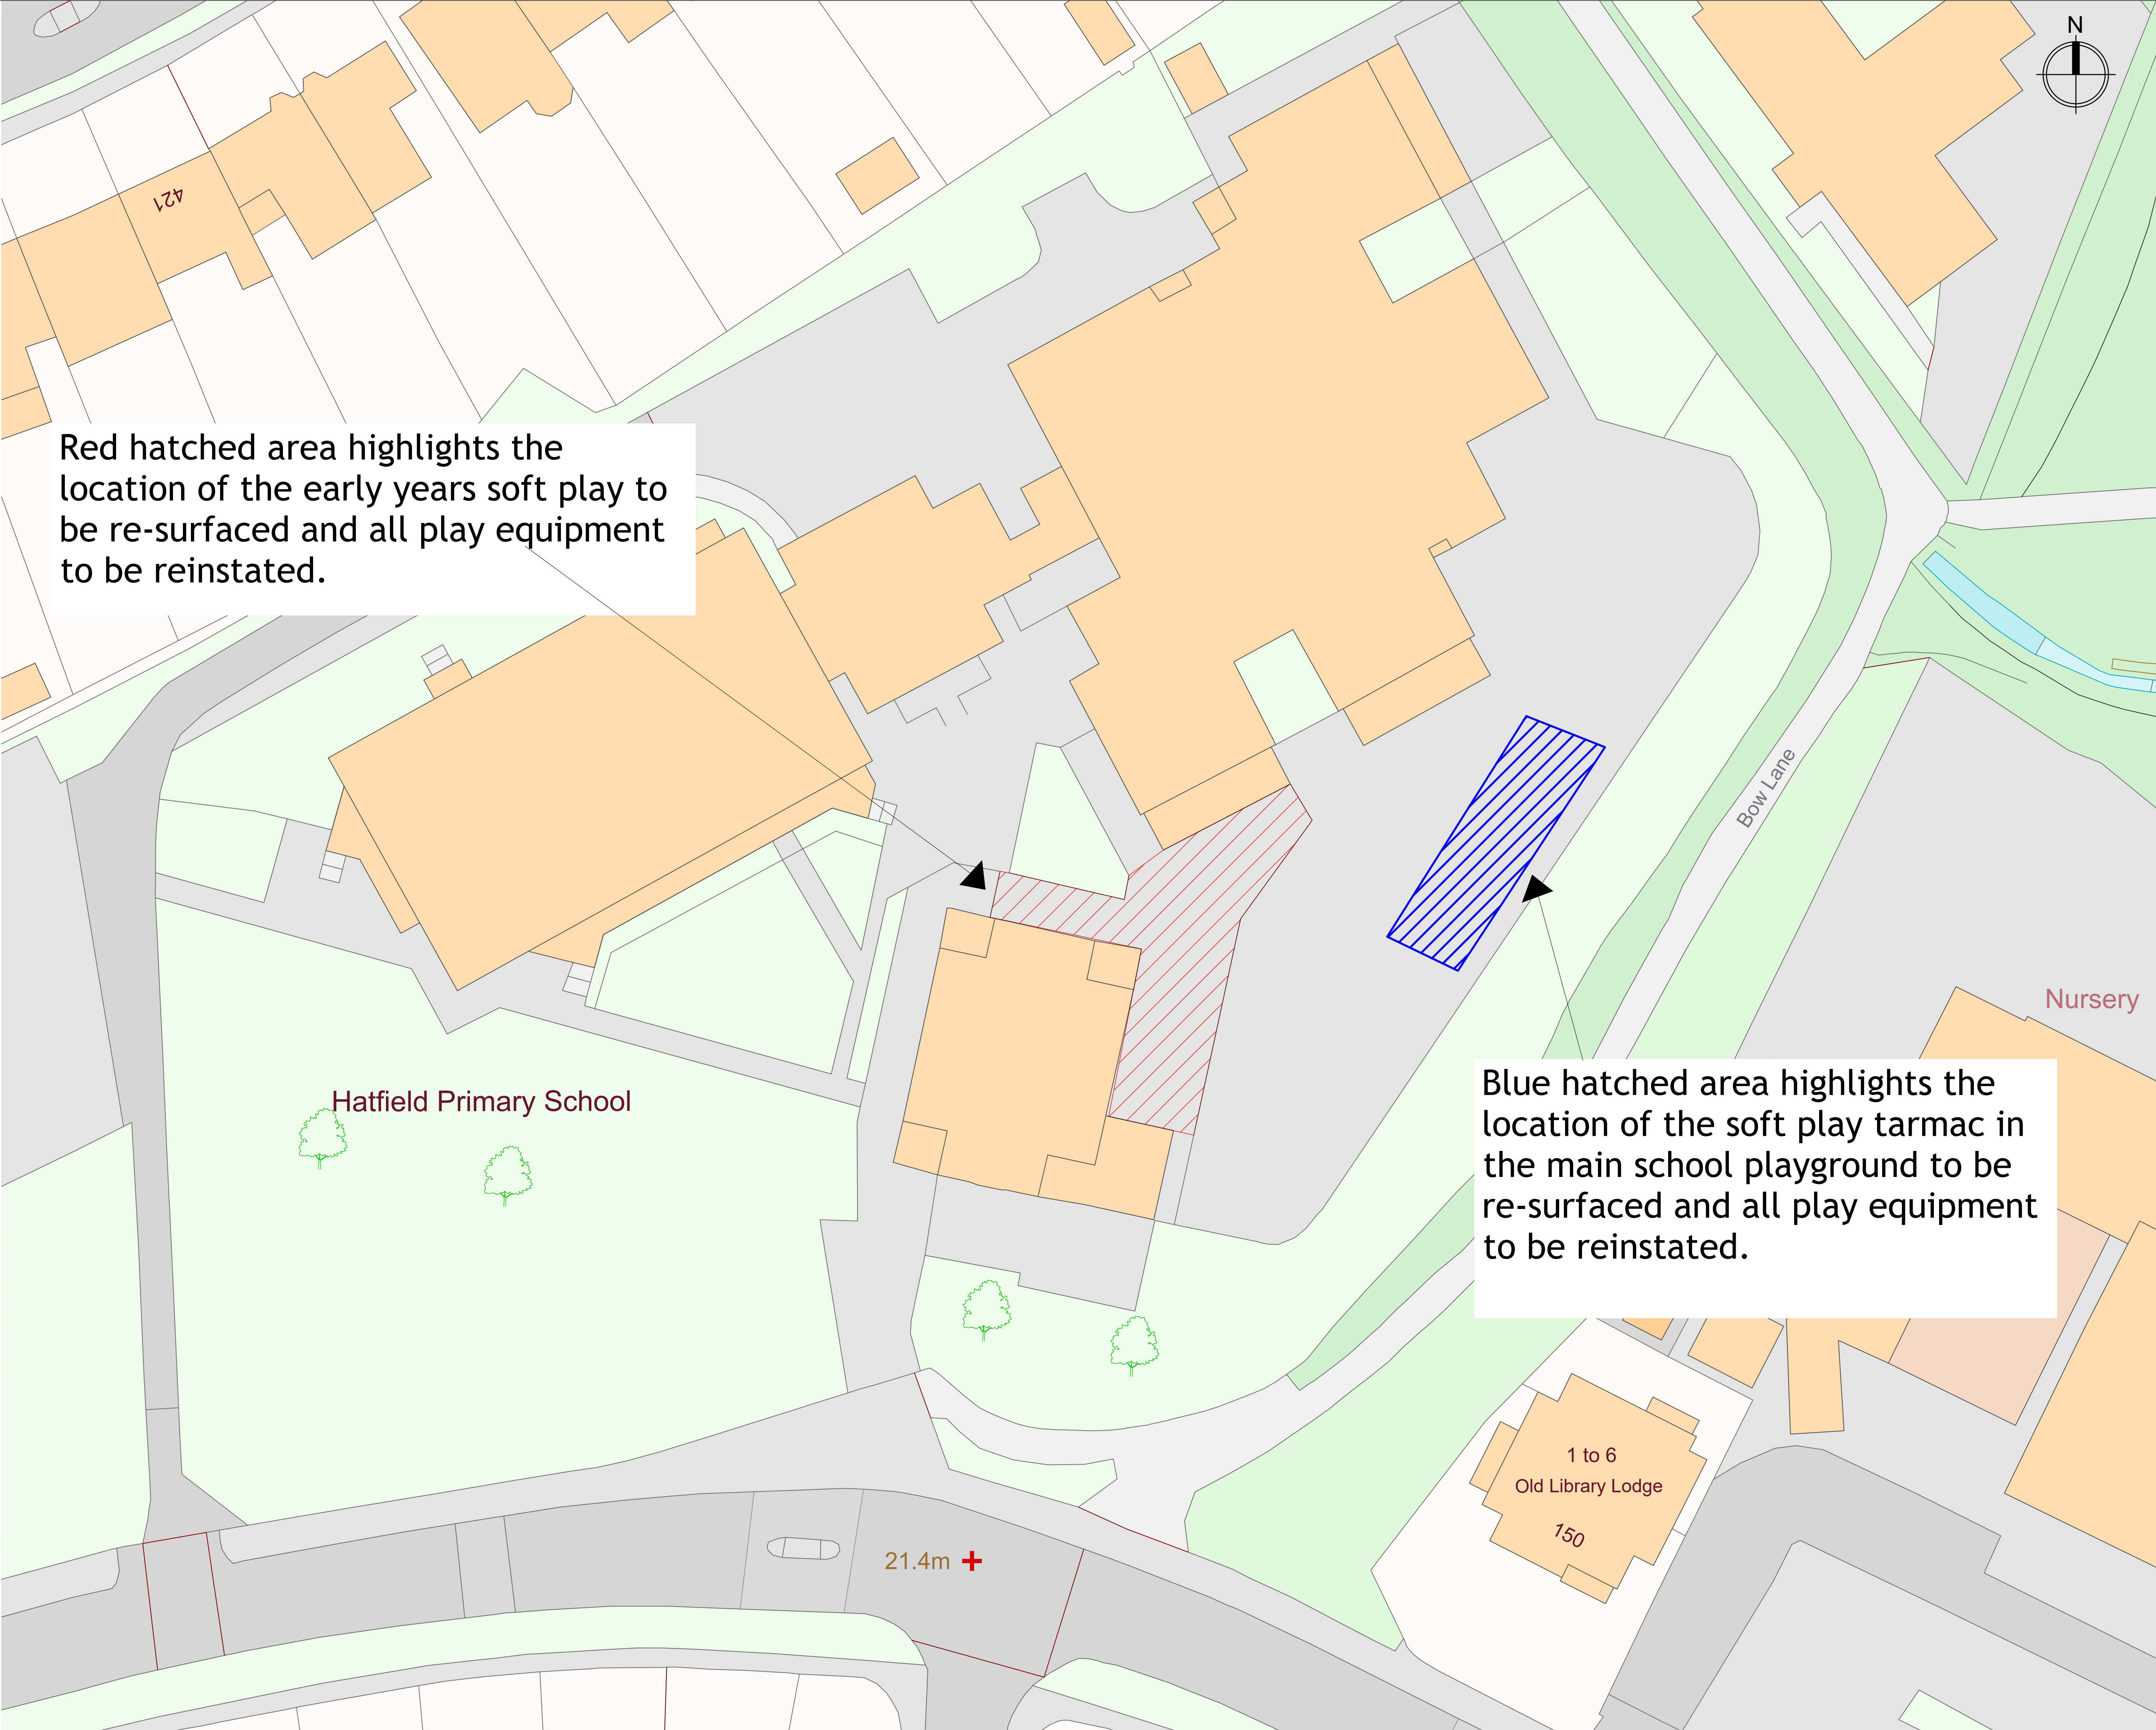 N
421
Red hatched area highlights the
location of the early years soft play to
be re-surfaced and all play equipment
to be reinstated.
Bow Lane
Nursery
Hatfield Primary School
Blue hatched area highlights the
location of the soft play tarmac in
the main school playground to be
re-surfaced and all play equipment
to be reinstated.
1 to 6
Old Library Lodge
150
21.4m